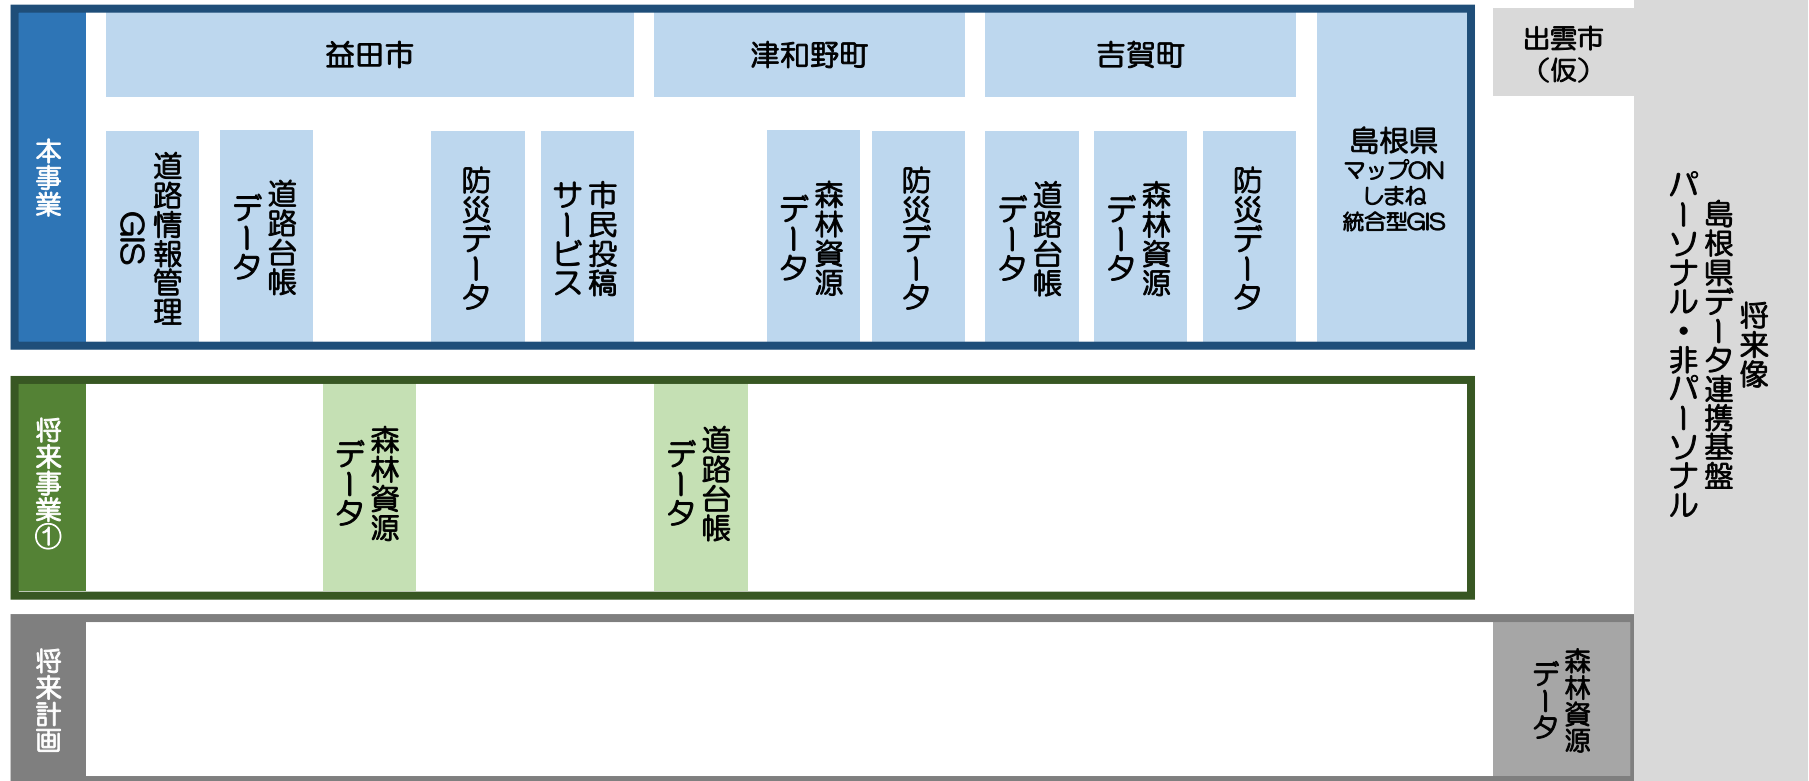 益田市
津和野町
吉賀町
出雲市
（仮）
本事業
道路情報管理
GIS
道路台帳
データ
防災データ
市民投稿
サービス
森林資源
データ
防災データ
道路台帳
データ
森林資源
データ
防災データ
島根県
マップON
しまね
統合型GIS
将来事業①
森林資源
データ
道路台帳
データ
将来計画
森林資源
データ
将来像
島根県データ連携基盤
パーソナル・非パーソナル